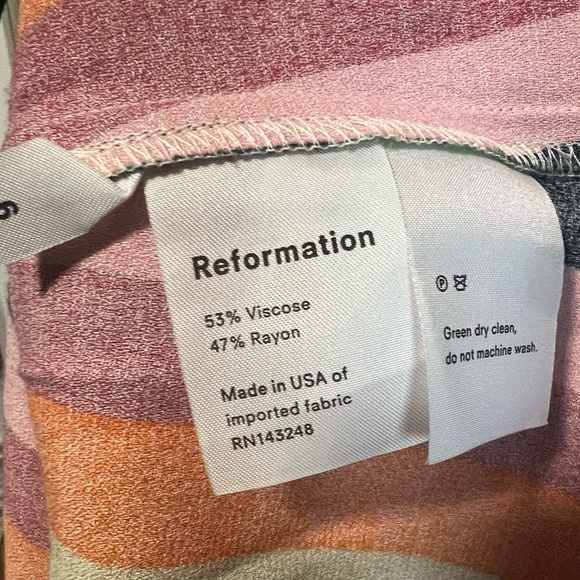 6
Reformation
53% Viscose
47% Rayon
Made in USA of
imported fabric
RN143248
P
Green dry clean,
do not machine wash.